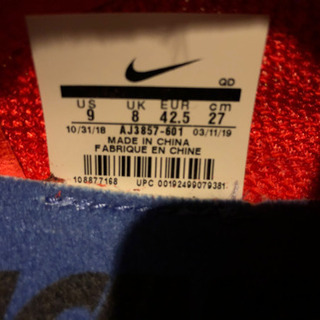 QD
US UK EUR cm
9 8 42.5 27
10/31/18 AJ3857-601 03/11/19
MADE IN CHINA
FABRIQUE EN CHINE
108877168 UPC 00192499079381